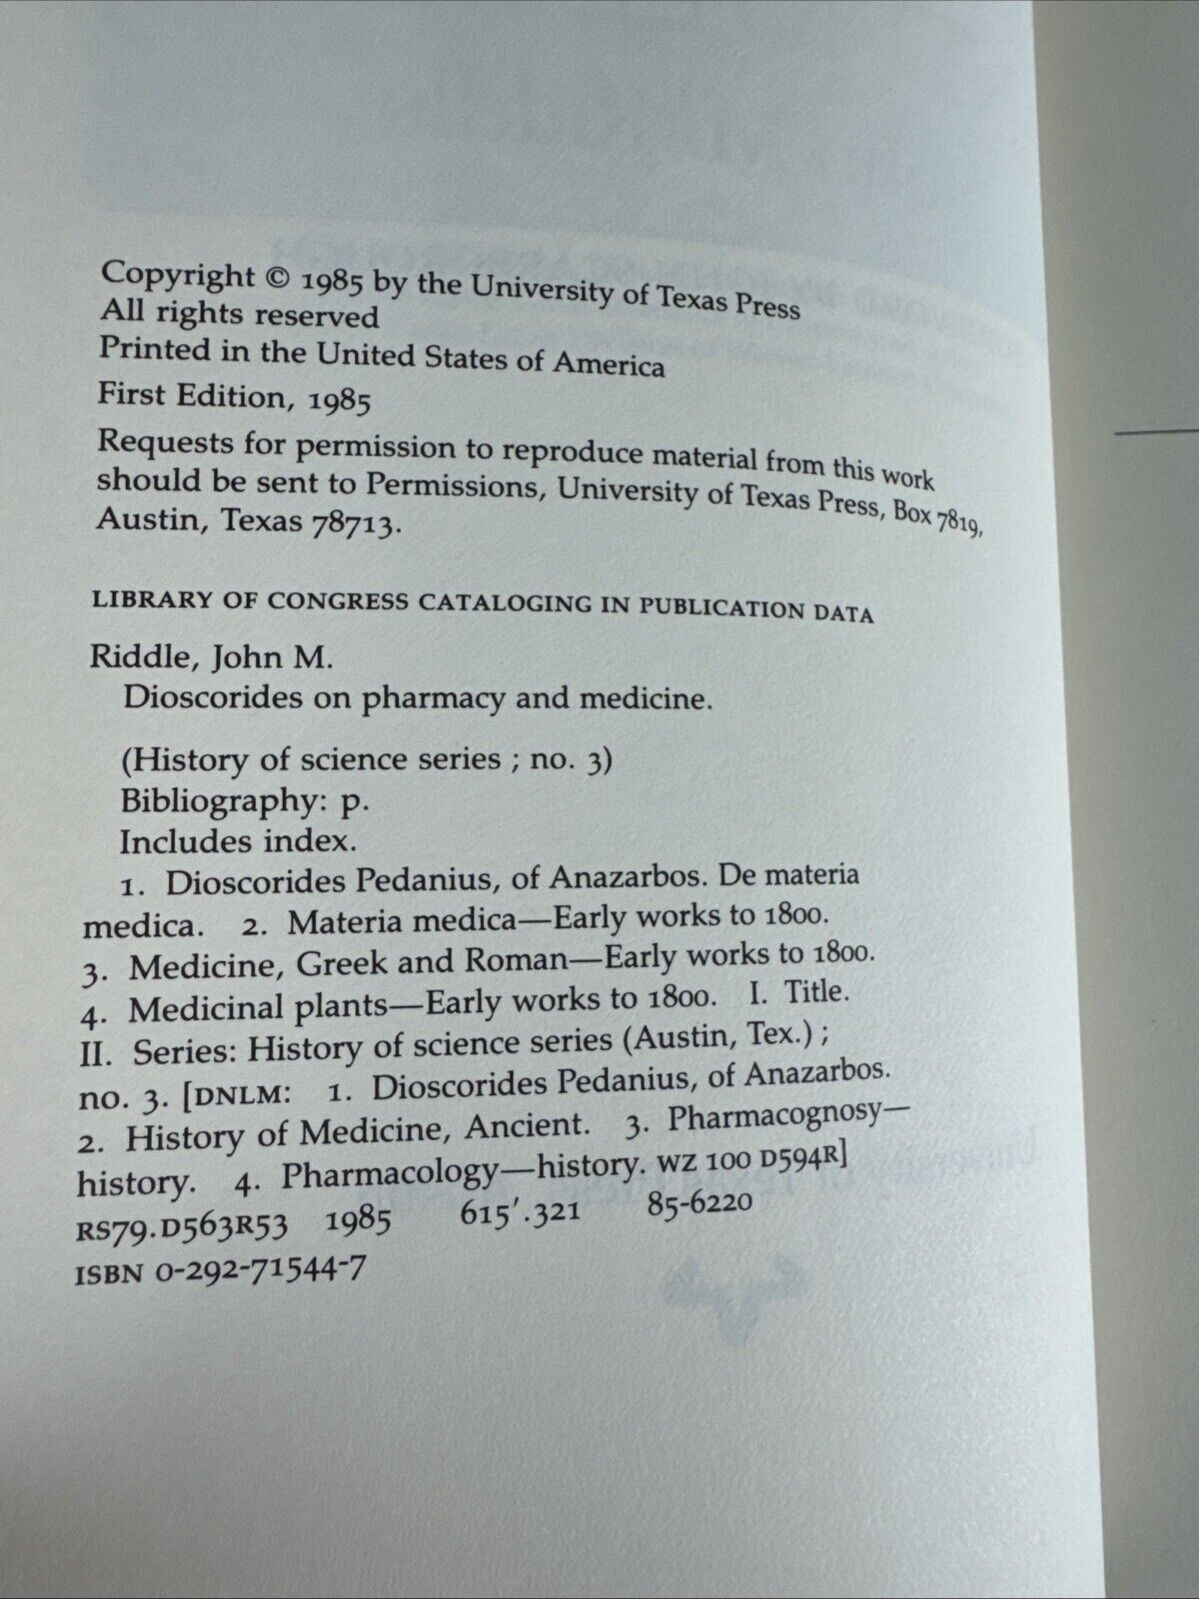 Copyright © 1985 by the University of Texas Press
All rights reserved
Printed in the United States of America
First Edition, 1985
Requests for permission to reproduce material from this work
should be sent to Permissions, University of Texas Press, Box 7819,
Austin, Texas 78713.
LIBRARY OF CONGRESS CATALOGING IN PUBLICATION DATA
Riddle, John M.
Dioscorides on pharmacy and medicine.
(History of science series ; no. 3)
Bibliography: p.
Includes index.
1. Dioscorides Pedanius, of Anazarbos. De materia
medica. 2. Materia medica—Early works to 1800.
3. Medicine, Greek and Roman—Early works to 1800.
4. Medicinal plants—Early works to 1800. I. Title.
II. Series: History of science series (Austin, Tex.) ;
no. 3. [DNLM: 1. Dioscorides Pedanius, of Anazarbos.
2. History of Medicine, Ancient. 3. Pharmacognosy—
history. 4. Pharmacology—history. WZ 100 D594R]
RS79.D563R53 1985 615′.321 85-6220
ISBN 0-292-71544-7